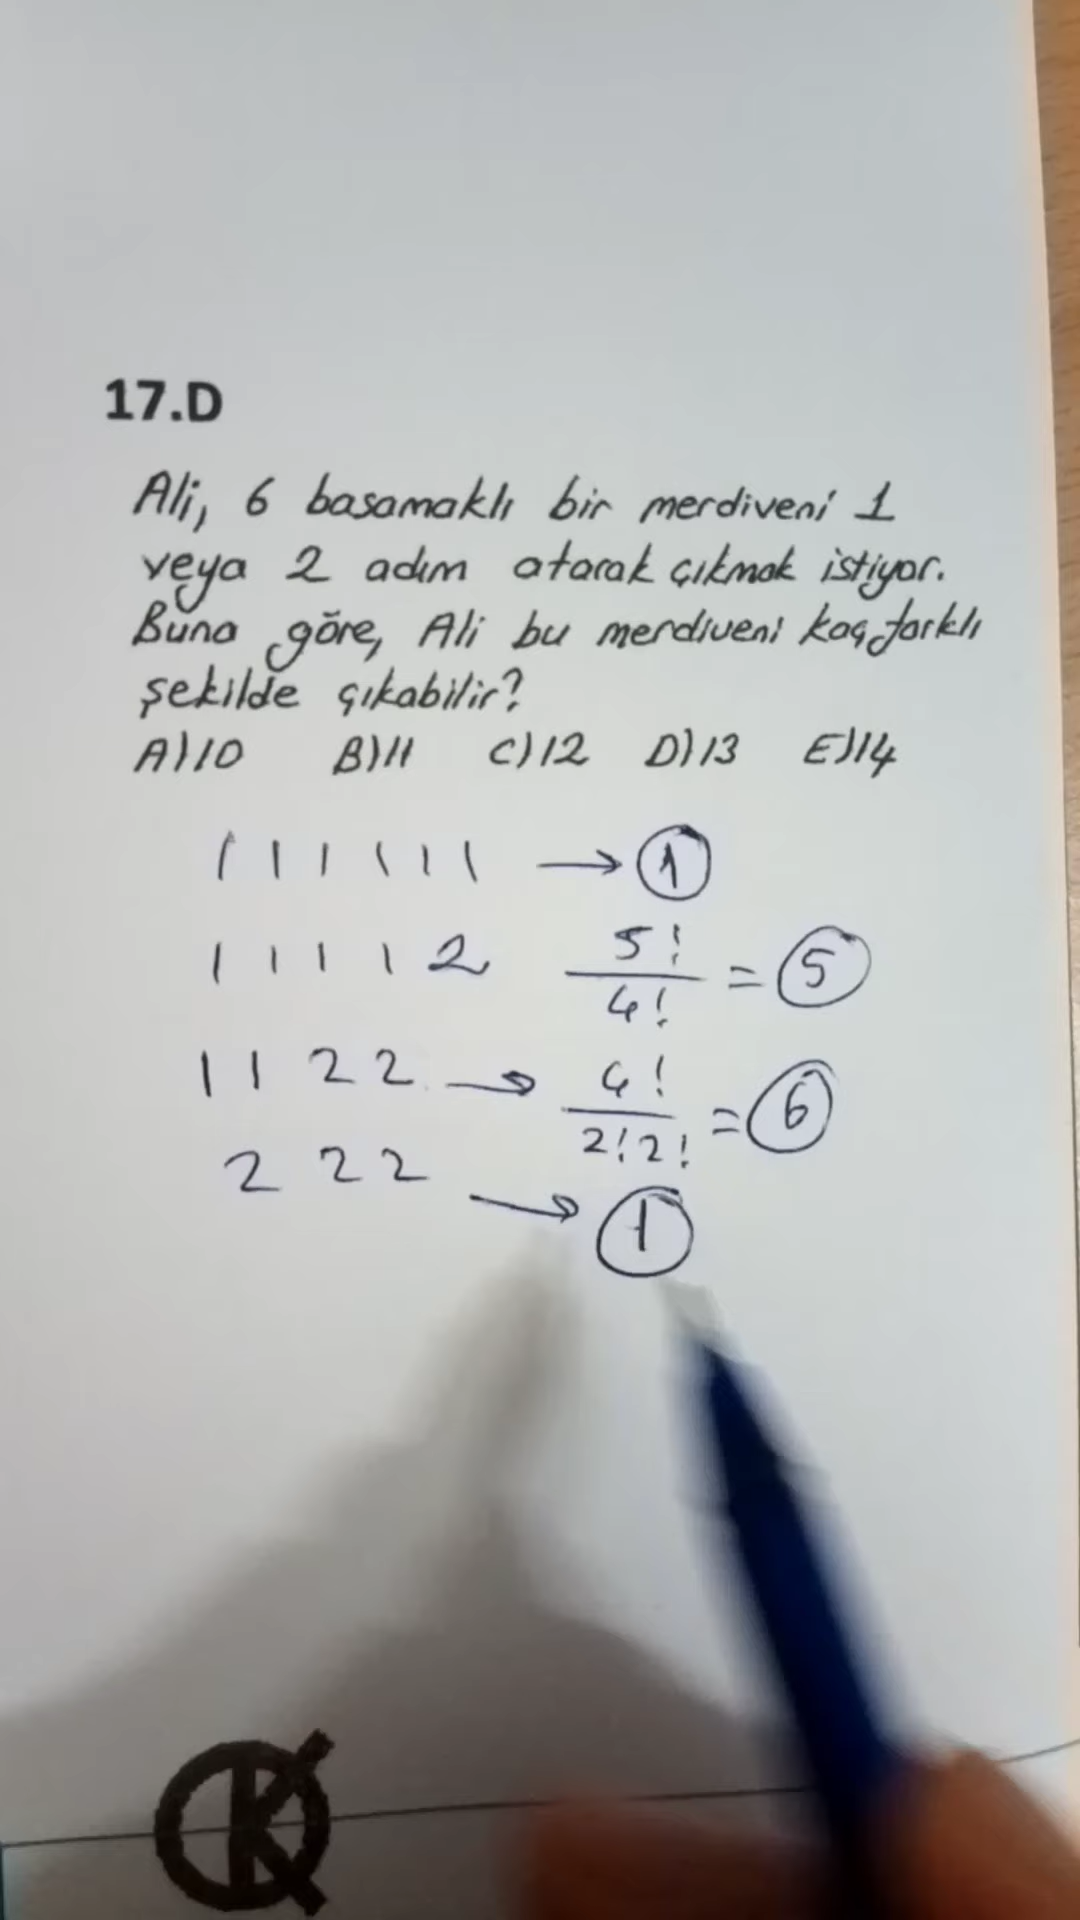 17.D
Ali, 6 basamaklı bir merdiveni 1
veya 2 adım atarak çıkmak istiyor.
Buna göre, Ali bu merdiveni kaç farklı
şekilde çıkabilir?
A) 10 B) 11 C) 12 D) 13 E) 14
1 1 1 1 1 1 → 1
1 1 1 1 2 5!/4! = 5
1 1 2 2 → 4!/2!2! = 6
2 2 2 → 1
K